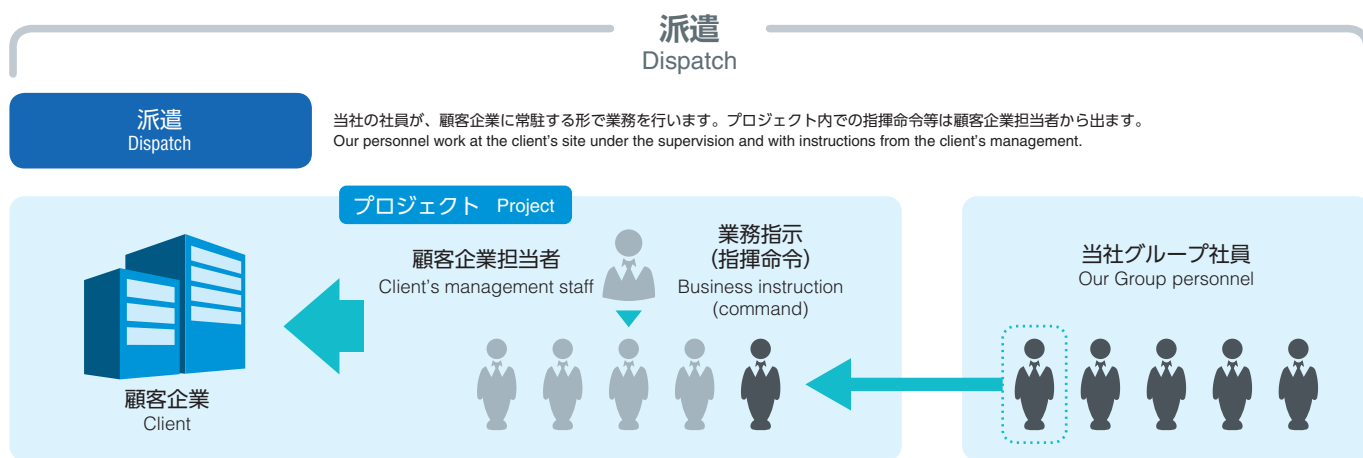 派遣
Dispatch
派遣
Dispatch
当社の社員が、顧客企業に常駐する形で業務を行います。プロジェクト内での指揮命令等は顧客企業担当者から出ます。
Our personnel work at the client's site under the supervision and with instructions from the client's management.
プロジェクト Project
顧客企業担当者
Client's management staff
業務指示
(指揮命令)
Business instruction
(command)
顧客企業
Client
当社グループ社員
Our Group personnel